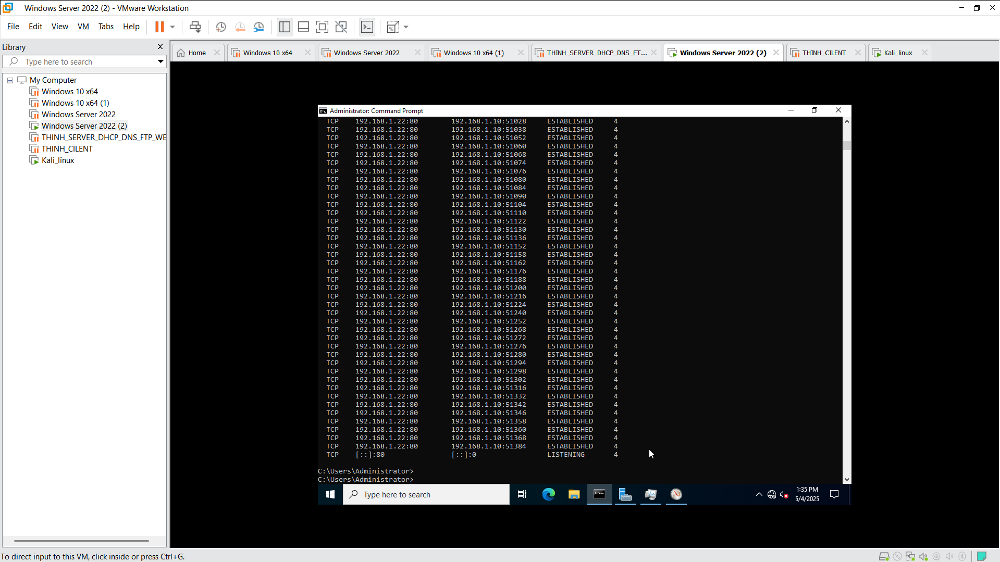 Windows Server 2022 (2) - VMware Workstation
File Edit View VM Tabs Help
Library
Type here to search
My Computer
Windows 10 x64
Windows 10 x64 (1)
Windows Server 2022
Windows Server 2022 (2)
THINH_SERVER_DHCP_DNS_FTP_WE
THINH_CILENT
Kali_linux
Home
Windows 10 x64
Windows Server 2022
Windows 10 x64 (1)
THINH_SERVER_DHCP_DNS_FT...
Windows Server 2022 (2)
THINH_CILENT
Kali_linux
Administrator: Command Prompt
TCP 192.168.1.22:80 192.168.1.10:51028 ESTABLISHED 4
TCP 192.168.1.22:80 192.168.1.10:51038 ESTABLISHED 4
TCP 192.168.1.22:80 192.168.1.10:51052 ESTABLISHED 4
TCP 192.168.1.22:80 192.168.1.10:51060 ESTABLISHED 4
TCP 192.168.1.22:80 192.168.1.10:51068 ESTABLISHED 4
TCP 192.168.1.22:80 192.168.1.10:51074 ESTABLISHED 4
TCP 192.168.1.22:80 192.168.1.10:51076 ESTABLISHED 4
TCP 192.168.1.22:80 192.168.1.10:51080 ESTABLISHED 4
TCP 192.168.1.22:80 192.168.1.10:51084 ESTABLISHED 4
TCP 192.168.1.22:80 192.168.1.10:51090 ESTABLISHED 4
TCP 192.168.1.22:80 192.168.1.10:51104 ESTABLISHED 4
TCP 192.168.1.22:80 192.168.1.10:51110 ESTABLISHED 4
TCP 192.168.1.22:80 192.168.1.10:51122 ESTABLISHED 4
TCP 192.168.1.22:80 192.168.1.10:51130 ESTABLISHED 4
TCP 192.168.1.22:80 192.168.1.10:51136 ESTABLISHED 4
TCP 192.168.1.22:80 192.168.1.10:51152 ESTABLISHED 4
TCP 192.168.1.22:80 192.168.1.10:51158 ESTABLISHED 4
TCP 192.168.1.22:80 192.168.1.10:51162 ESTABLISHED 4
TCP 192.168.1.22:80 192.168.1.10:51176 ESTABLISHED 4
TCP 192.168.1.22:80 192.168.1.10:51188 ESTABLISHED 4
TCP 192.168.1.22:80 192.168.1.10:51200 ESTABLISHED 4
TCP 192.168.1.22:80 192.168.1.10:51216 ESTABLISHED 4
TCP 192.168.1.22:80 192.168.1.10:51224 ESTABLISHED 4
TCP 192.168.1.22:80 192.168.1.10:51240 ESTABLISHED 4
TCP 192.168.1.22:80 192.168.1.10:51252 ESTABLISHED 4
TCP 192.168.1.22:80 192.168.1.10:51268 ESTABLISHED 4
TCP 192.168.1.22:80 192.168.1.10:51272 ESTABLISHED 4
TCP 192.168.1.22:80 192.168.1.10:51276 ESTABLISHED 4
TCP 192.168.1.22:80 192.168.1.10:51280 ESTABLISHED 4
TCP 192.168.1.22:80 192.168.1.10:51294 ESTABLISHED 4
TCP 192.168.1.22:80 192.168.1.10:51298 ESTABLISHED 4
TCP 192.168.1.22:80 192.168.1.10:51302 ESTABLISHED 4
TCP 192.168.1.22:80 192.168.1.10:51316 ESTABLISHED 4
TCP 192.168.1.22:80 192.168.1.10:51332 ESTABLISHED 4
TCP 192.168.1.22:80 192.168.1.10:51342 ESTABLISHED 4
TCP 192.168.1.22:80 192.168.1.10:51346 ESTABLISHED 4
TCP 192.168.1.22:80 192.168.1.10:51358 ESTABLISHED 4
TCP 192.168.1.22:80 192.168.1.10:51360 ESTABLISHED 4
TCP 192.168.1.22:80 192.168.1.10:51368 ESTABLISHED 4
TCP 192.168.1.22:80 192.168.1.10:51384 ESTABLISHED 4
TCP [::]:80 [::]:0 LISTENING 4
C:\Users\Administrator>
C:\Users\Administrator>
Type here to search
1:35 PM
5/4/2025
To direct input to this VM, click inside or press Ctrl+G.